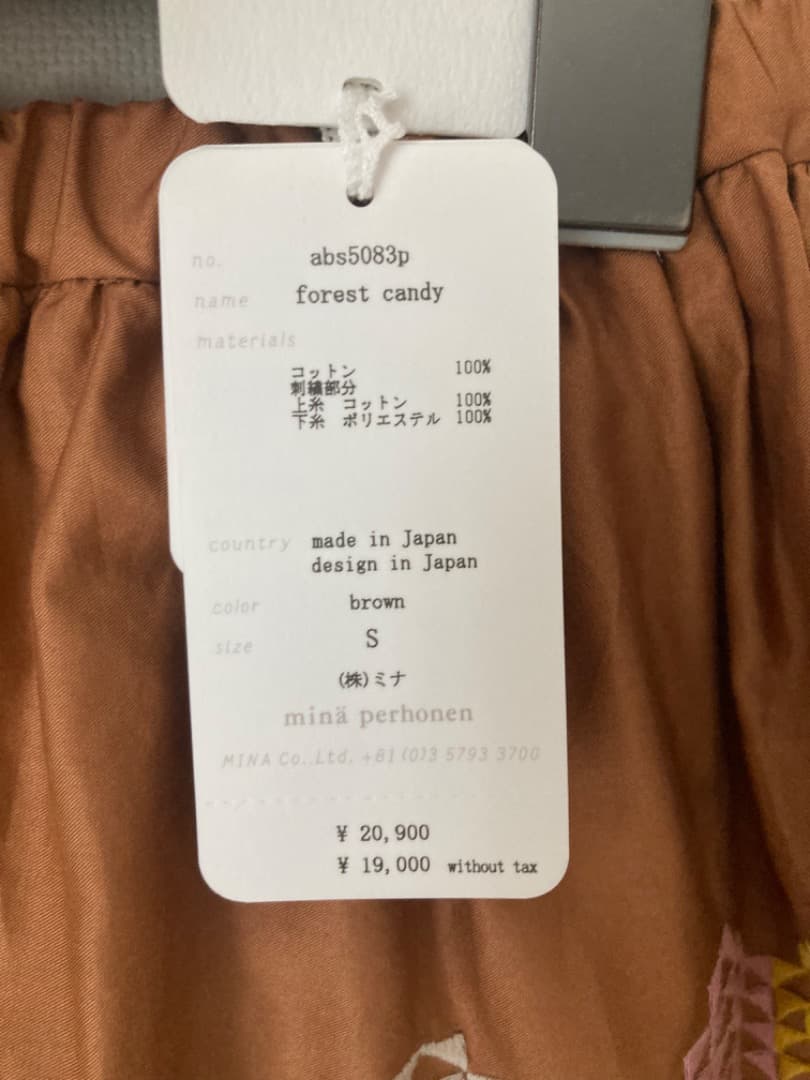 no. abs5083p
name forest candy
materials
コットン 100%
刺繍部分
上糸 コットン 100%
下糸 ポリエステル 100%
country made in Japan
design in Japan
color brown
size S
(株)ミナ
minä perhonen
MINA Co.,Ltd. +81(0)3 5793 3700
¥ 20,900
¥ 19,000 without tax